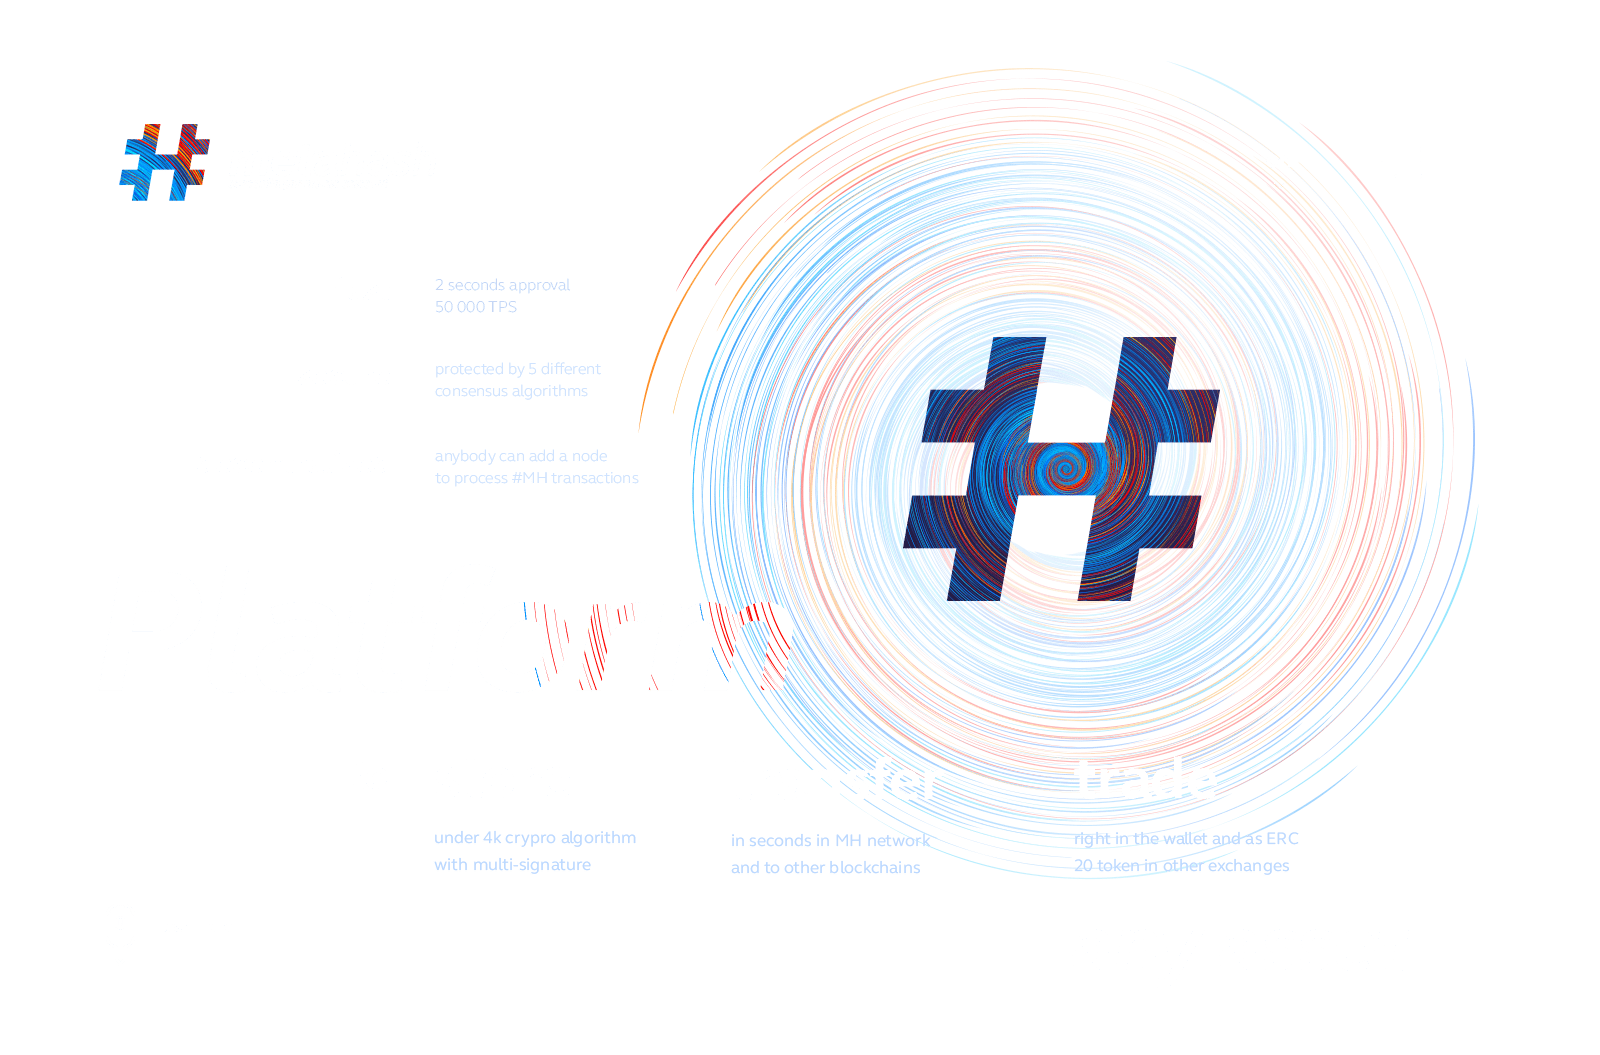 2 seconds approval
50 000 TPS
protected by 5 different
consensus algorithms
anybody can add a node
to process #MH transactions
trade
under 4k crypro algorithm
with multi-signature
in seconds in MH network
and to other blockchains
right in the wallet and as ERC
20 token in other exchanges